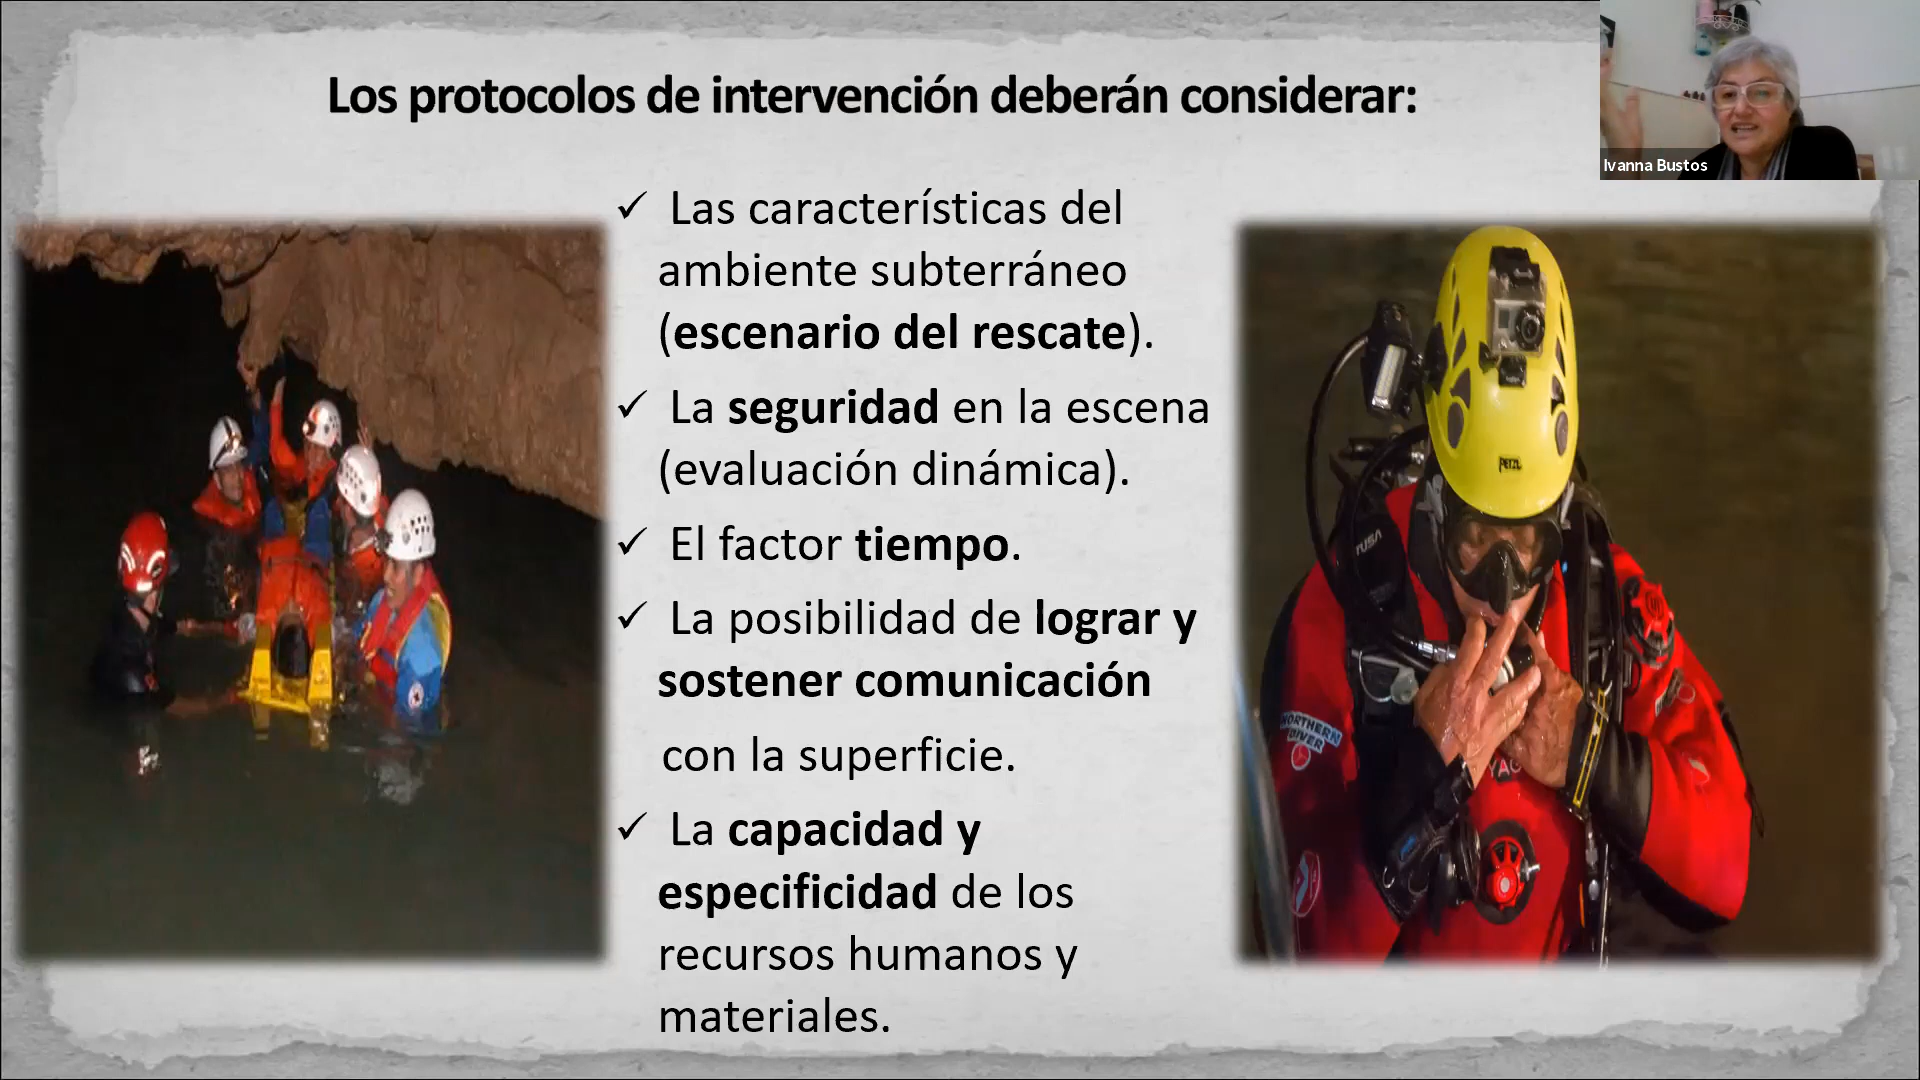 Los protocolos de intervención deberán considerar:
Ivanna Bustos
✓ Las características del
ambiente subterráneo
(escenario del rescate).
✓ La seguridad en la escena
(evaluación dinámica).
✓ El factor tiempo.
✓ La posibilidad de lograr y
sostener comunicación
con la superficie.
✓ La capacidad y
especificidad de los
recursos humanos y
materiales.
PETZL
TUSA
NORTHERN
DIVER